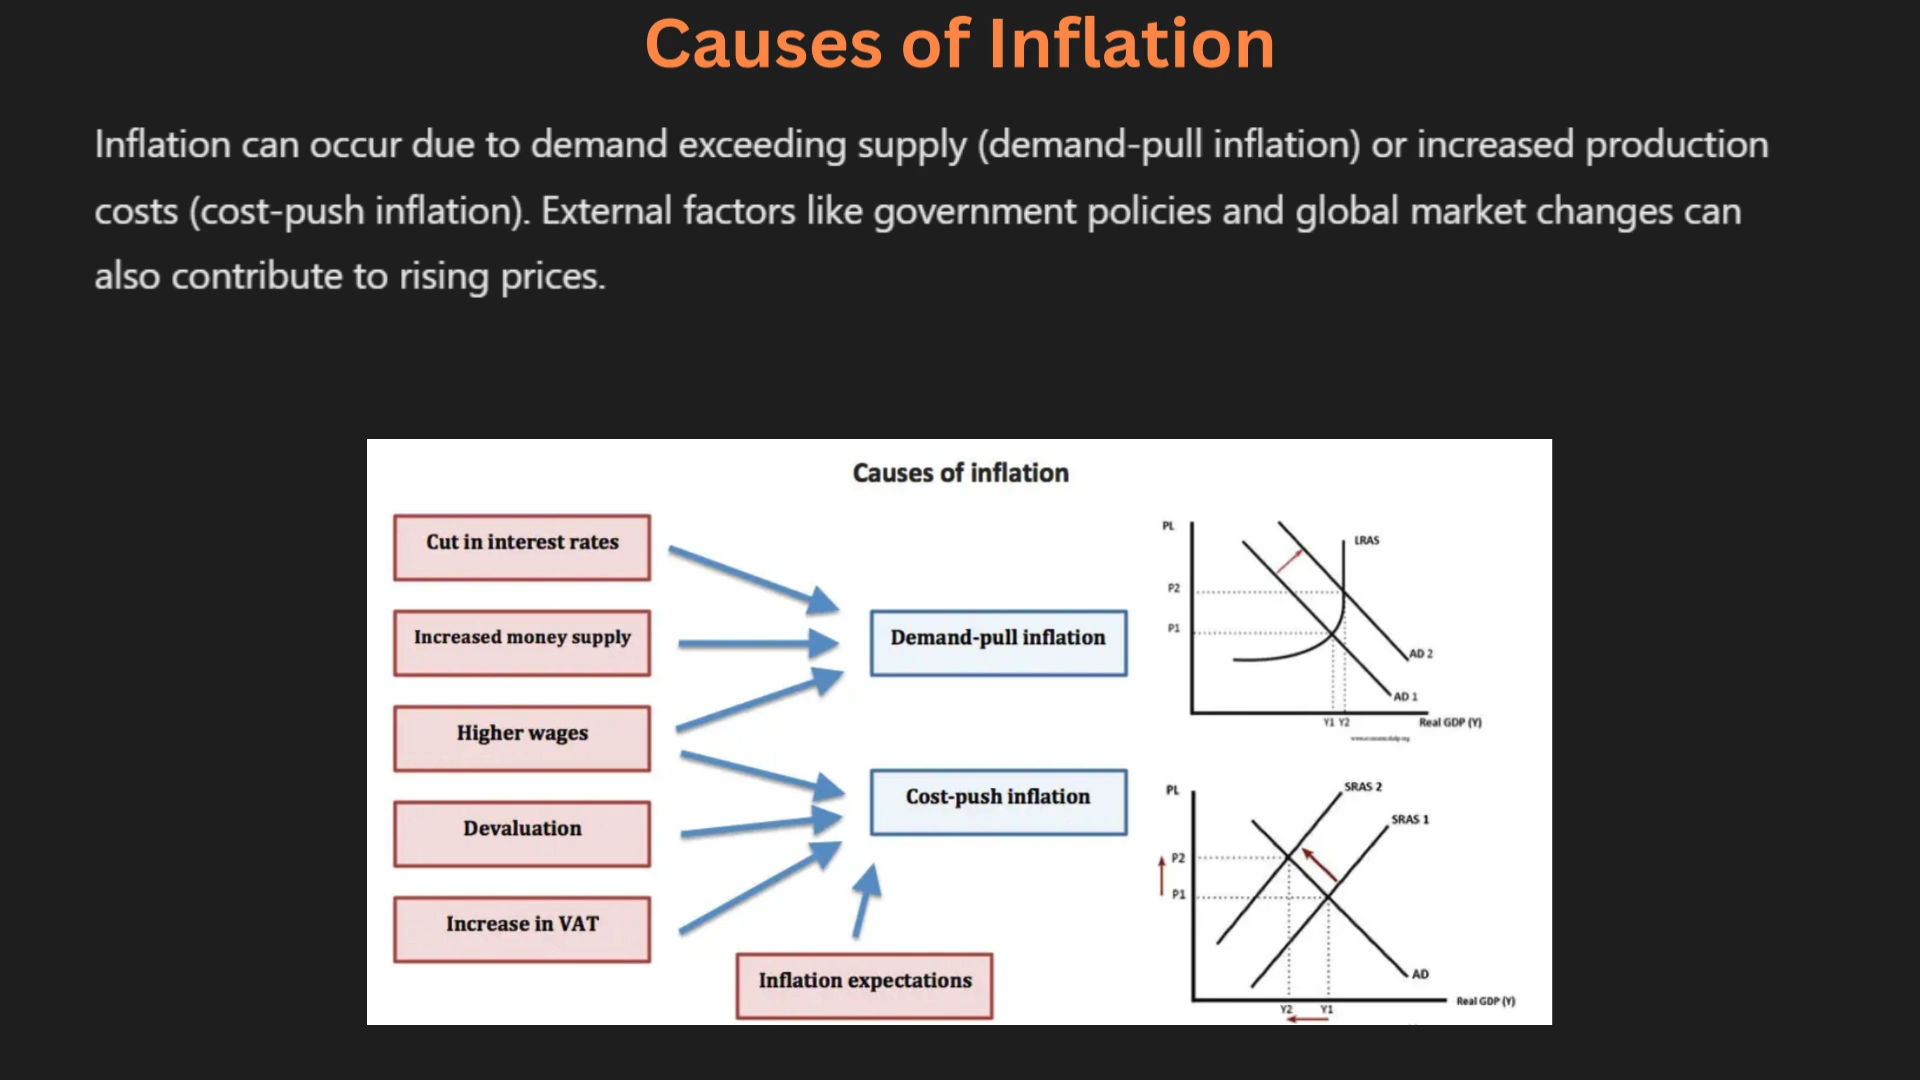 Causes of Inflation
Inflation can occur due to demand exceeding supply (demand-pull inflation) or increased production
costs (cost-push inflation). External factors like government policies and global market changes can
also contribute to rising prices.
Causes of inflation
Cut in interest rates
Increased money supply
Higher wages
Devaluation
Increase in VAT
Inflation expectations
Demand-pull inflation
Cost-push inflation
PL
LRAS
P2
P1
AD 2
AD 1
Y1 Y2
Real GDP (Y)
PL
SRAS 2
SRAS 1
P2
P1
AD
Y2 Y1
Real GDP (Y)